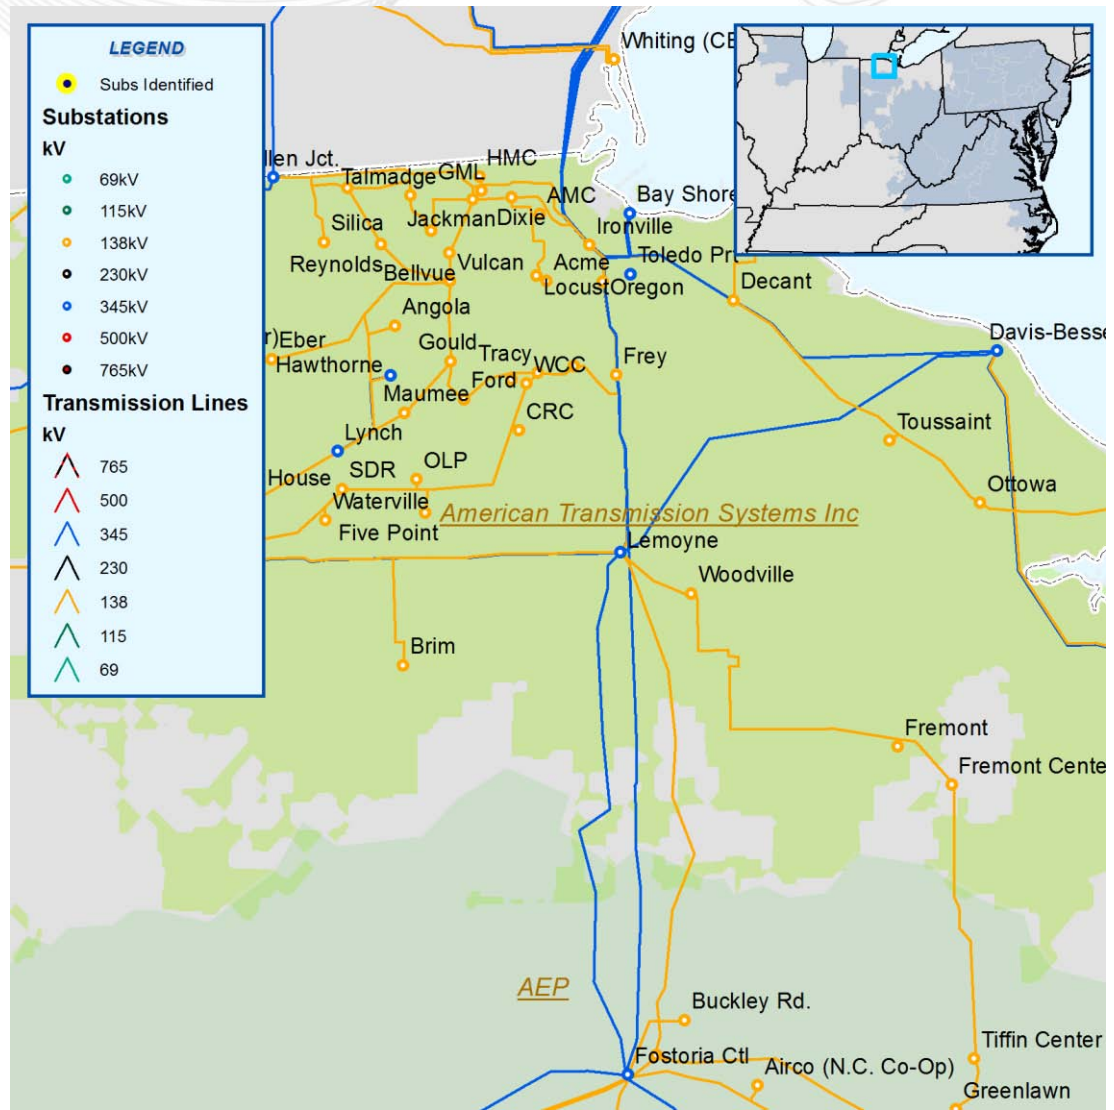 LEGEND
Subs Identified
Substations
kV
69kV
115kV
138kV
230kV
345kV
500kV
765kV
Transmission Lines
kV
765
500
345
230
138
115
69
Whiting (CE
llen Jct.
HMC
GML
Talmadge
AMC
Bay Shore
Silica
Jackman
Dixie
Ironville
Reynolds
Bellvue
Vulcan
Acme
Toledo Prt
Locust
Oregon
Decant
Angola
r)
Eber
Gould
Davis-Besse
Hawthorne
Tracy
WCC
Frey
Maumee
Ford
CRC
Toussaint
Lynch
House
SDR
OLP
Ottowa
Waterville
American Transmission Systems Inc
Five Point
Lemoyne
Woodville
Brim
Fremont
Fremont Cente
AEP
Buckley Rd.
Tiffin Center
Fostoria Ctl
Airco (N.C. Co-Op)
Greenlawn